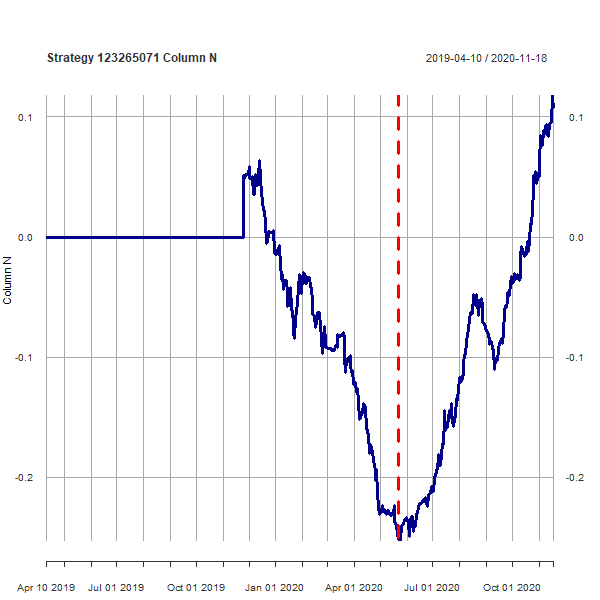 Strategy 123265071 Column N
2019-04-10 / 2020-11-18
0.1
0.1
0.0
0.0
Column N
-0.1
-0.1
-0.2
-0.2
Apr 10 2019
Jul 01 2019
Oct 01 2019
Jan 01 2020
Apr 01 2020
Jul 01 2020
Oct 01 2020